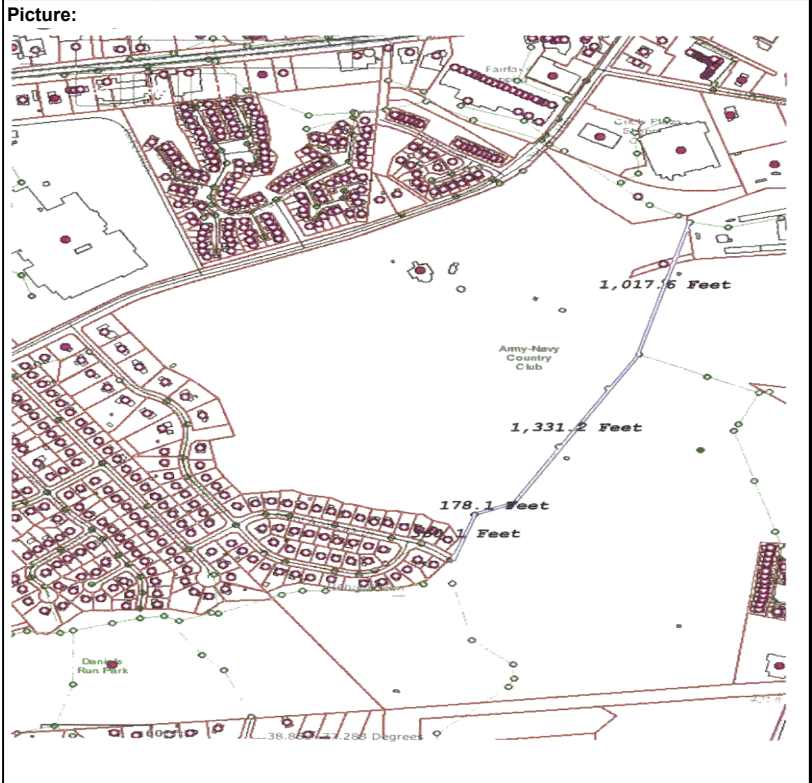 Picture:
Fairfax
1,017.6 Feet
Army-Navy
Country
Club
1,331.2 Feet
178.1 Feet
Feet
Daniels
Run Park
Degrees